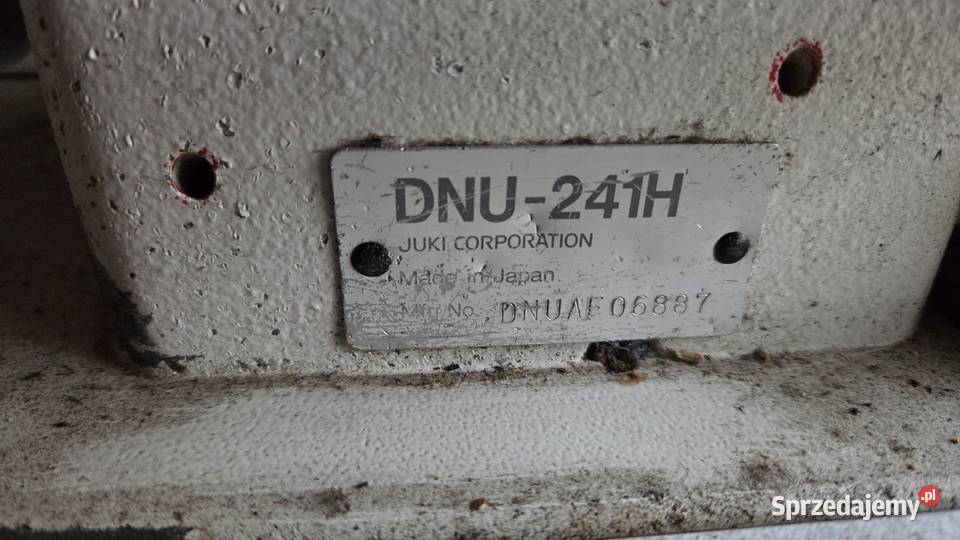 DNU-241H
JUKI CORPORATION
Made in Japan
Mfg No. DNUAF06887
Sprzedajemy.pl